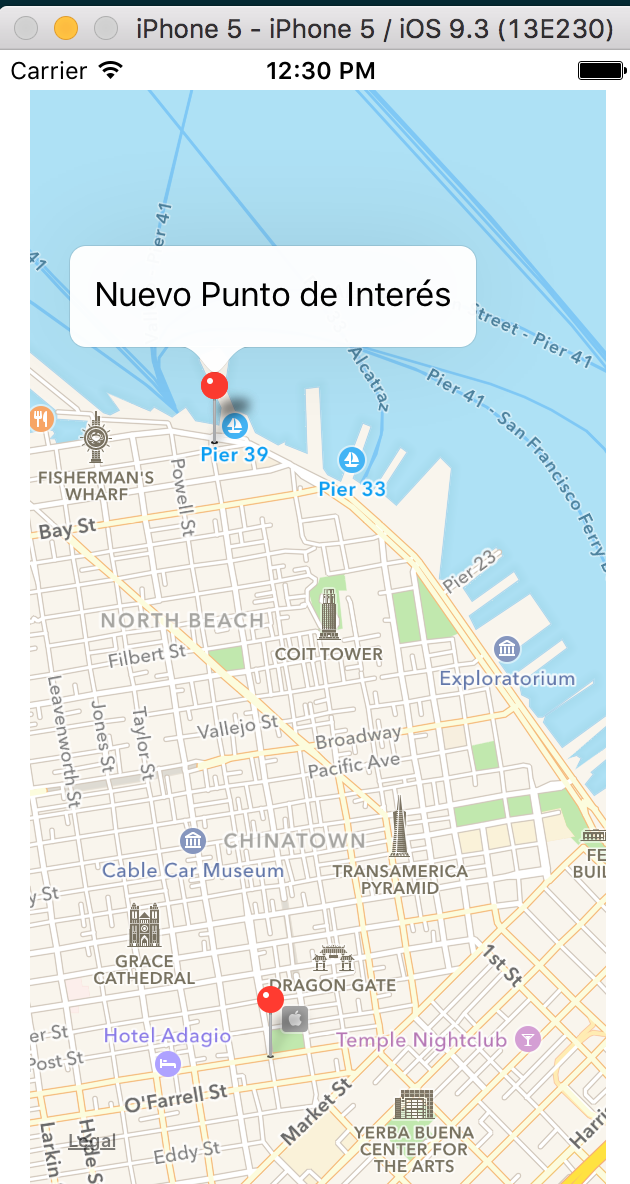 iPhone 5 - iPhone 5 / iOS 9.3 (13E230)
Carrier
12:30 PM
Pier 41
41
Nuevo Punto de Interés
Street - Pier 41
Alcatraz
Pier 41 - San Francisco Ferry B
Pier 39
Pier 33
FISHERMAN'S
WHARF
Powell St
Bay St
Pier 23
NORTH BEACH
COIT TOWER
Filbert St
Exploratorium
Leavenworth St
Jones St
Taylor St
Vallejo St
Broadway
Pacific Ave
CHINATOWN
Cable Car Museum
TRANSAMERICA
PYRAMID
FE
BUIL
y St
GRACE
CATHEDRAL
DRAGON GATE
1st St
er St
Hotel Adagio
Temple Nightclub
Post St
O'Farrell St
Market St
YERBA BUENA
CENTER FOR
THE ARTS
Harri
Larkin
Hyde S
Legal
Eddy St